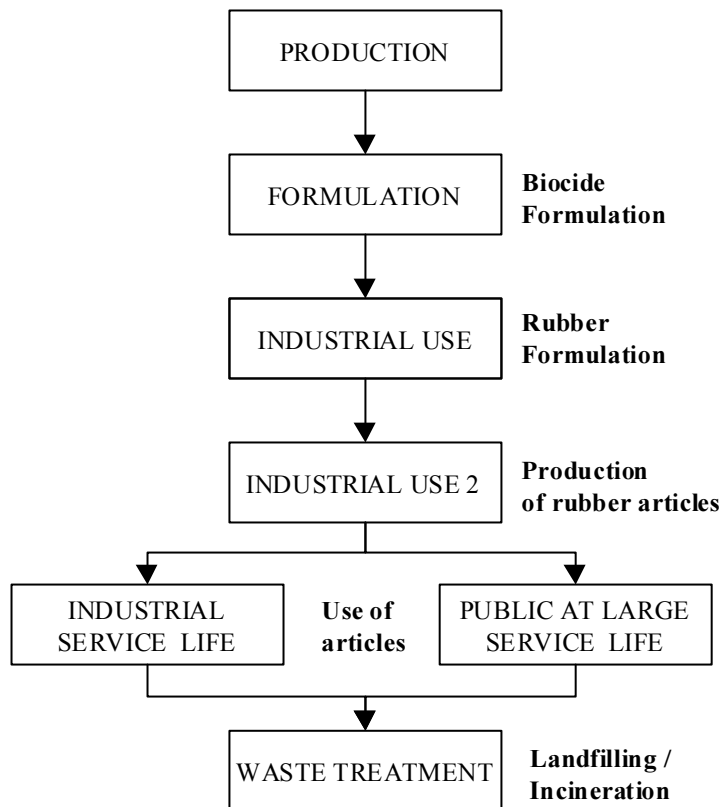 PRODUCTION
FORMULATION
Biocide
Formulation
INDUSTRIAL USE
Rubber
Formulation
INDUSTRIAL USE 2
Production
of rubber articles
INDUSTRIAL
SERVICE LIFE
Use of
articles
PUBLIC AT LARGE
SERVICE LIFE
WASTE TREATMENT
Landfilling /
Incineration